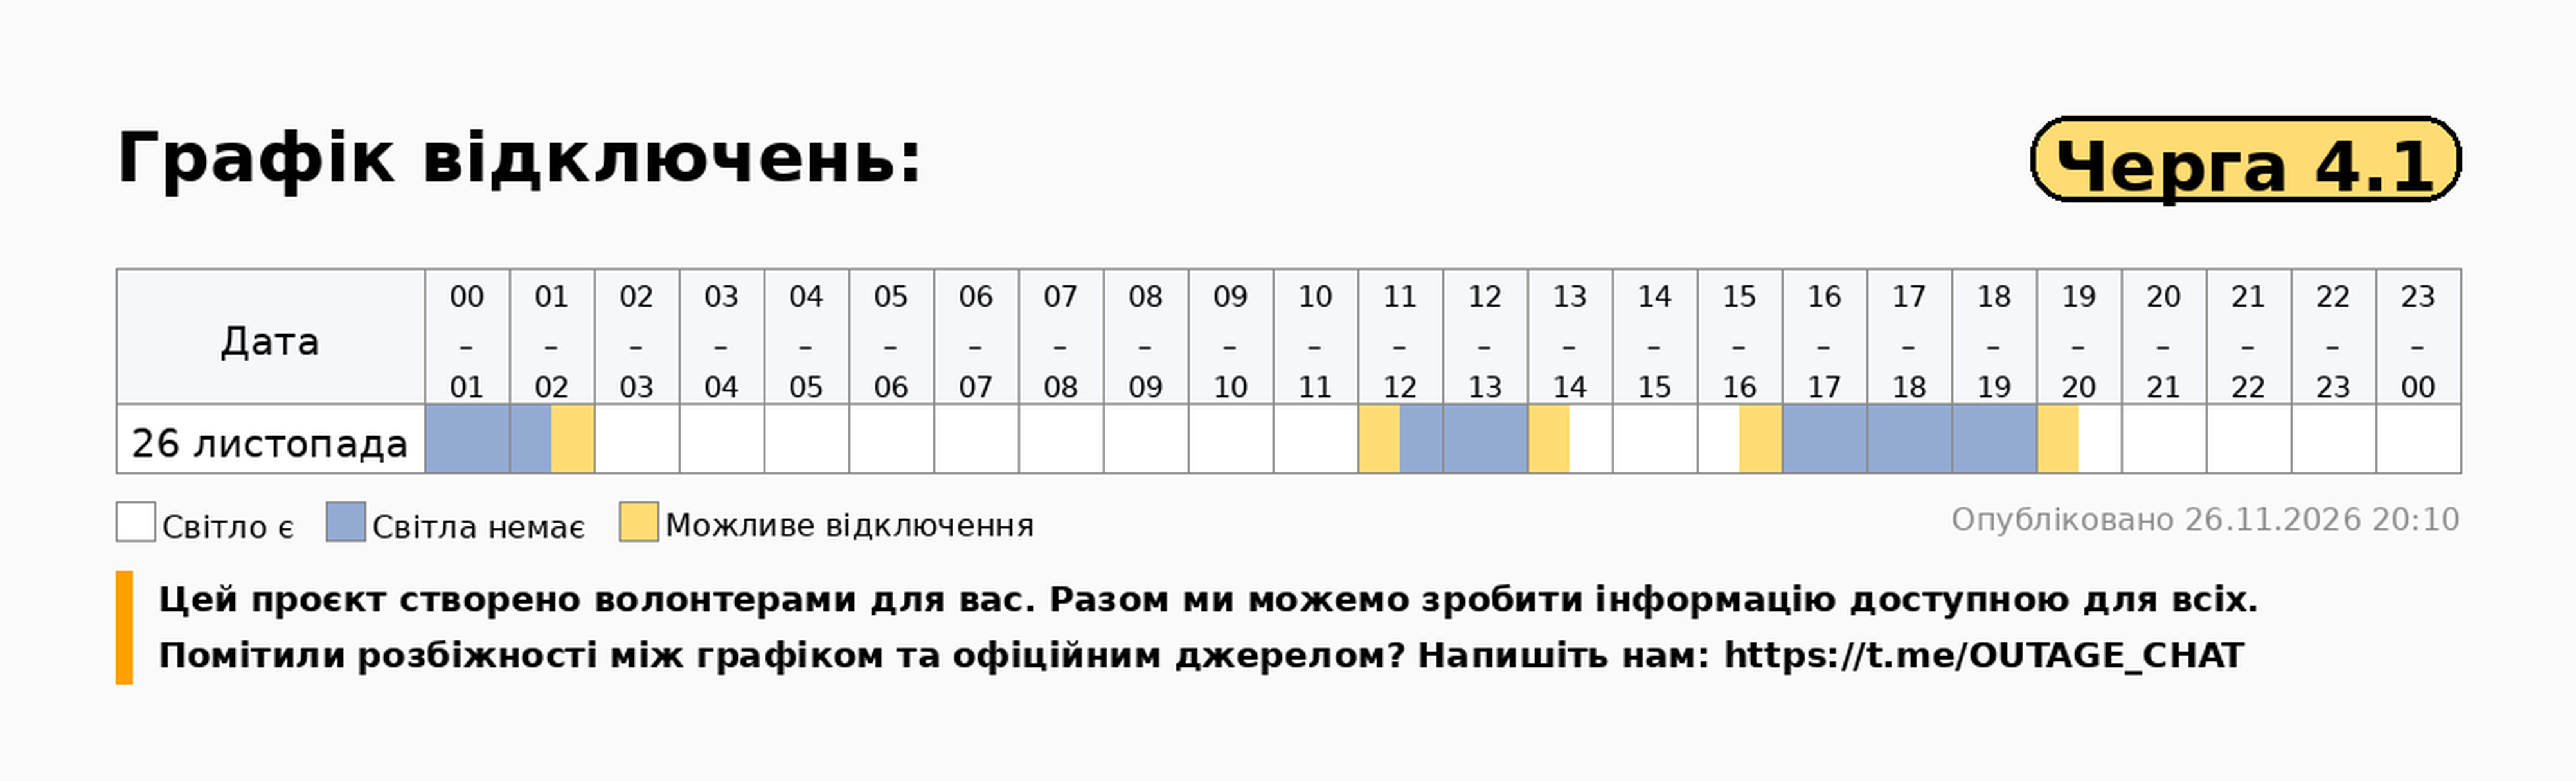 Графік відключень:
Черга 4.1
Дата 00 – 01 01 – 02 02 – 03 03 – 04 04 – 05 05 – 06 06 – 07 07 – 08 08 – 09 09 – 10 10 – 11 11 – 12 12 – 13 13 – 14 14 – 15 15 – 16 16 – 17 17 – 18 18 – 19 19 – 20 20 – 21 21 – 22 22 – 23 23 – 00
26 листопада
Світло є Світла немає Можливе відключення
Опубліковано 26.11.2026 20:10
Цей проєкт створено волонтерами для вас. Разом ми можемо зробити інформацію доступною для всіх.
Помітили розбіжності між графіком та офіційним джерелом? Напишіть нам: https://t.me/OUTAGE_CHAT